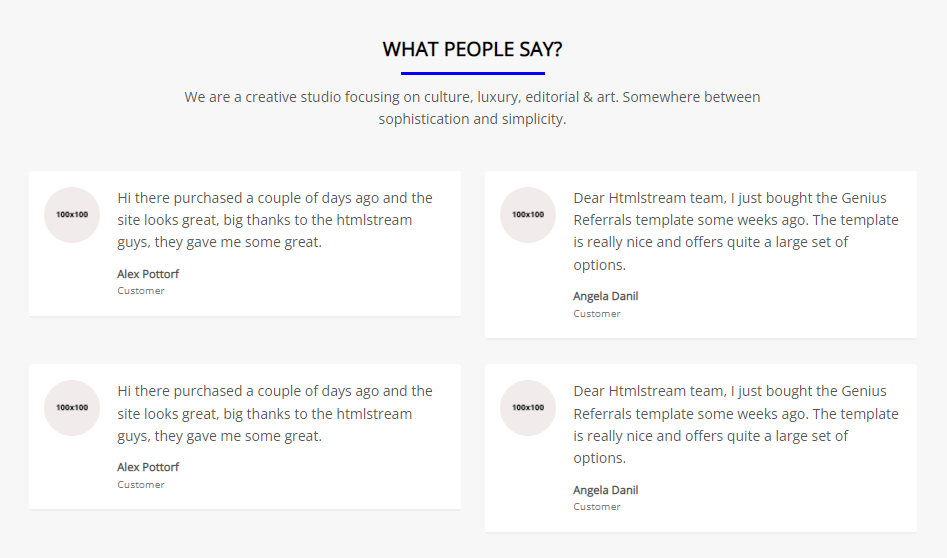 WHAT PEOPLE SAY?
We are a creative studio focusing on culture, luxury, editorial & art. Somewhere between
sophistication and simplicity.
100x100
Hi there purchased a couple of days ago and the
site looks great, big thanks to the htmlstream
guys, they gave me some great.
Alex Pottorf
Customer
100x100
Dear Htmlstream team, I just bought the Genius
Referrals template some weeks ago. The template
is really nice and offers quite a large set of
options.
Angela Danil
Customer
100x100
Hi there purchased a couple of days ago and the
site looks great, big thanks to the htmlstream
guys, they gave me some great.
Alex Pottorf
Customer
100x100
Dear Htmlstream team, I just bought the Genius
Referrals template some weeks ago. The template
is really nice and offers quite a large set of
options.
Angela Danil
Customer